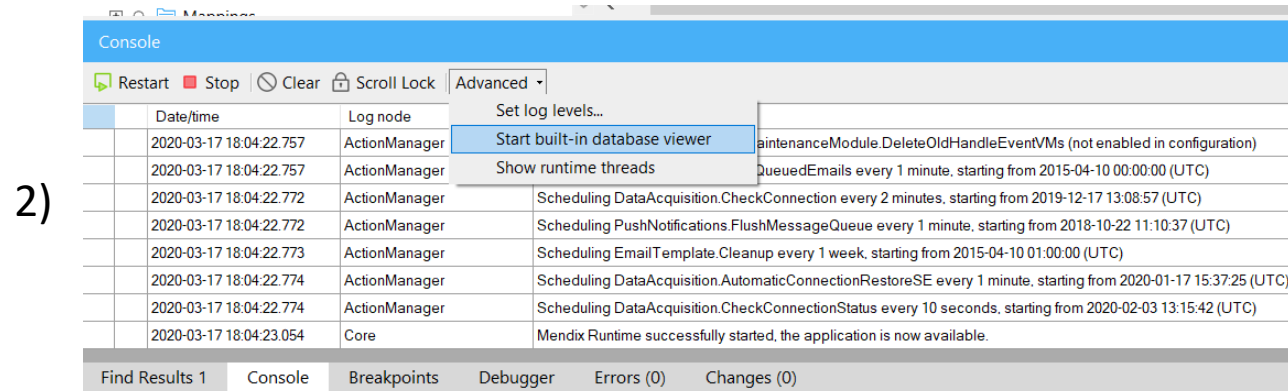 Mappings
Console
Restart Stop Clear Scroll Lock Advanced
Set log levels...
Start built-in database viewer
Show runtime threads
Date/time Log node
2020-03-17 18:04:22.757 ActionManager aintenanceModule.DeleteOldHandleEventVMs (not enabled in configuration)
2020-03-17 18:04:22.757 ActionManager QueuedEmails every 1 minute, starting from 2015-04-10 00:00:00 (UTC)
2)
2020-03-17 18:04:22.772 ActionManager Scheduling DataAcquisition.CheckConnection every 2 minutes, starting from 2019-12-17 13:08:57 (UTC)
2020-03-17 18:04:22.772 ActionManager Scheduling PushNotifications.FlushMessageQueue every 1 minute, starting from 2018-10-22 11:10:37 (UTC)
2020-03-17 18:04:22.773 ActionManager Scheduling EmailTemplate.Cleanup every 1 week, starting from 2015-04-10 01:00:00 (UTC)
2020-03-17 18:04:22.774 ActionManager Scheduling DataAcquisition.AutomaticConnectionRestoreSE every 1 minute, starting from 2020-01-17 15:37:25 (UTC)
2020-03-17 18:04:22.774 ActionManager Scheduling DataAcquisition.CheckConnectionStatus every 10 seconds, starting from 2020-02-03 13:15:42 (UTC)
2020-03-17 18:04:23.054 Core Mendix Runtime successfully started, the application is now available.
Find Results 1 Console Breakpoints Debugger Errors (0) Changes (0)